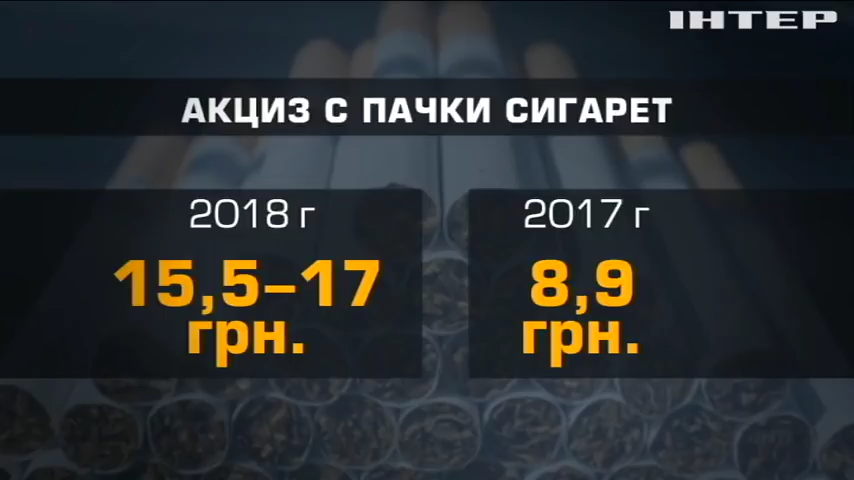 ІНТЕР
АКЦИЗ С ПАЧКИ СИГАРЕТ
2018 г
15,5–17
грн.
2017 г
8,9
грн.